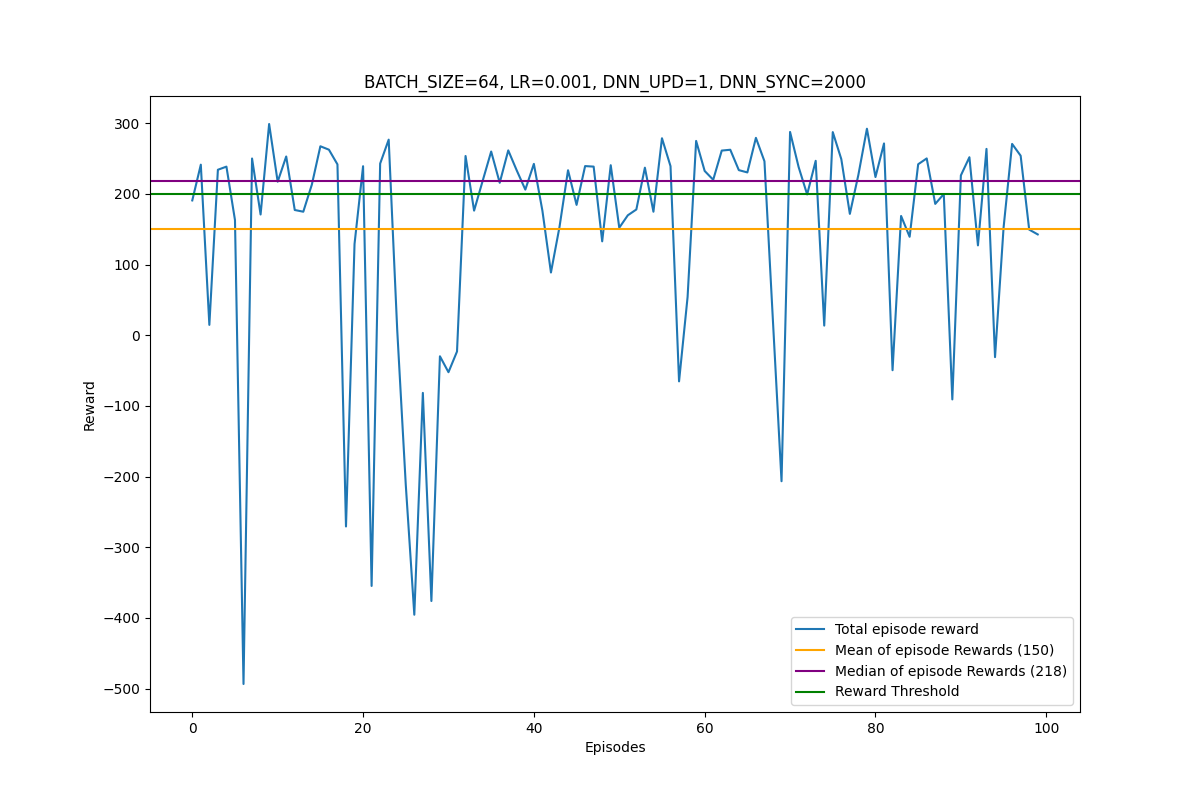 BATCH_SIZE=64, LR=0.001, DNN_UPD=1, DNN_SYNC=2000
300
200
100
0
−100
−200
−300
−400
−500
Reward
0
20
40
60
80
100
Episodes
Total episode reward
Mean of episode Rewards (150)
Median of episode Rewards (218)
Reward Threshold